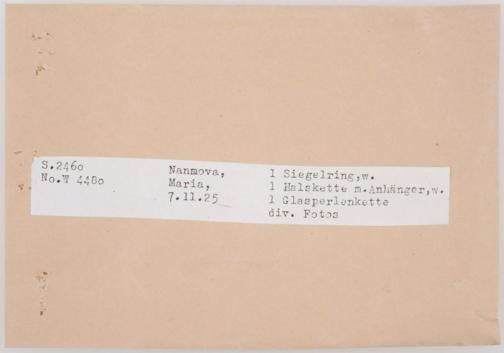 S.2460
No.W 4480
Nanmova,
Maria,
7.11.25
1 Siegelring,w.
1 Halskette m.Anhänger,w.
1 Glasperlenkette
div. Fotos